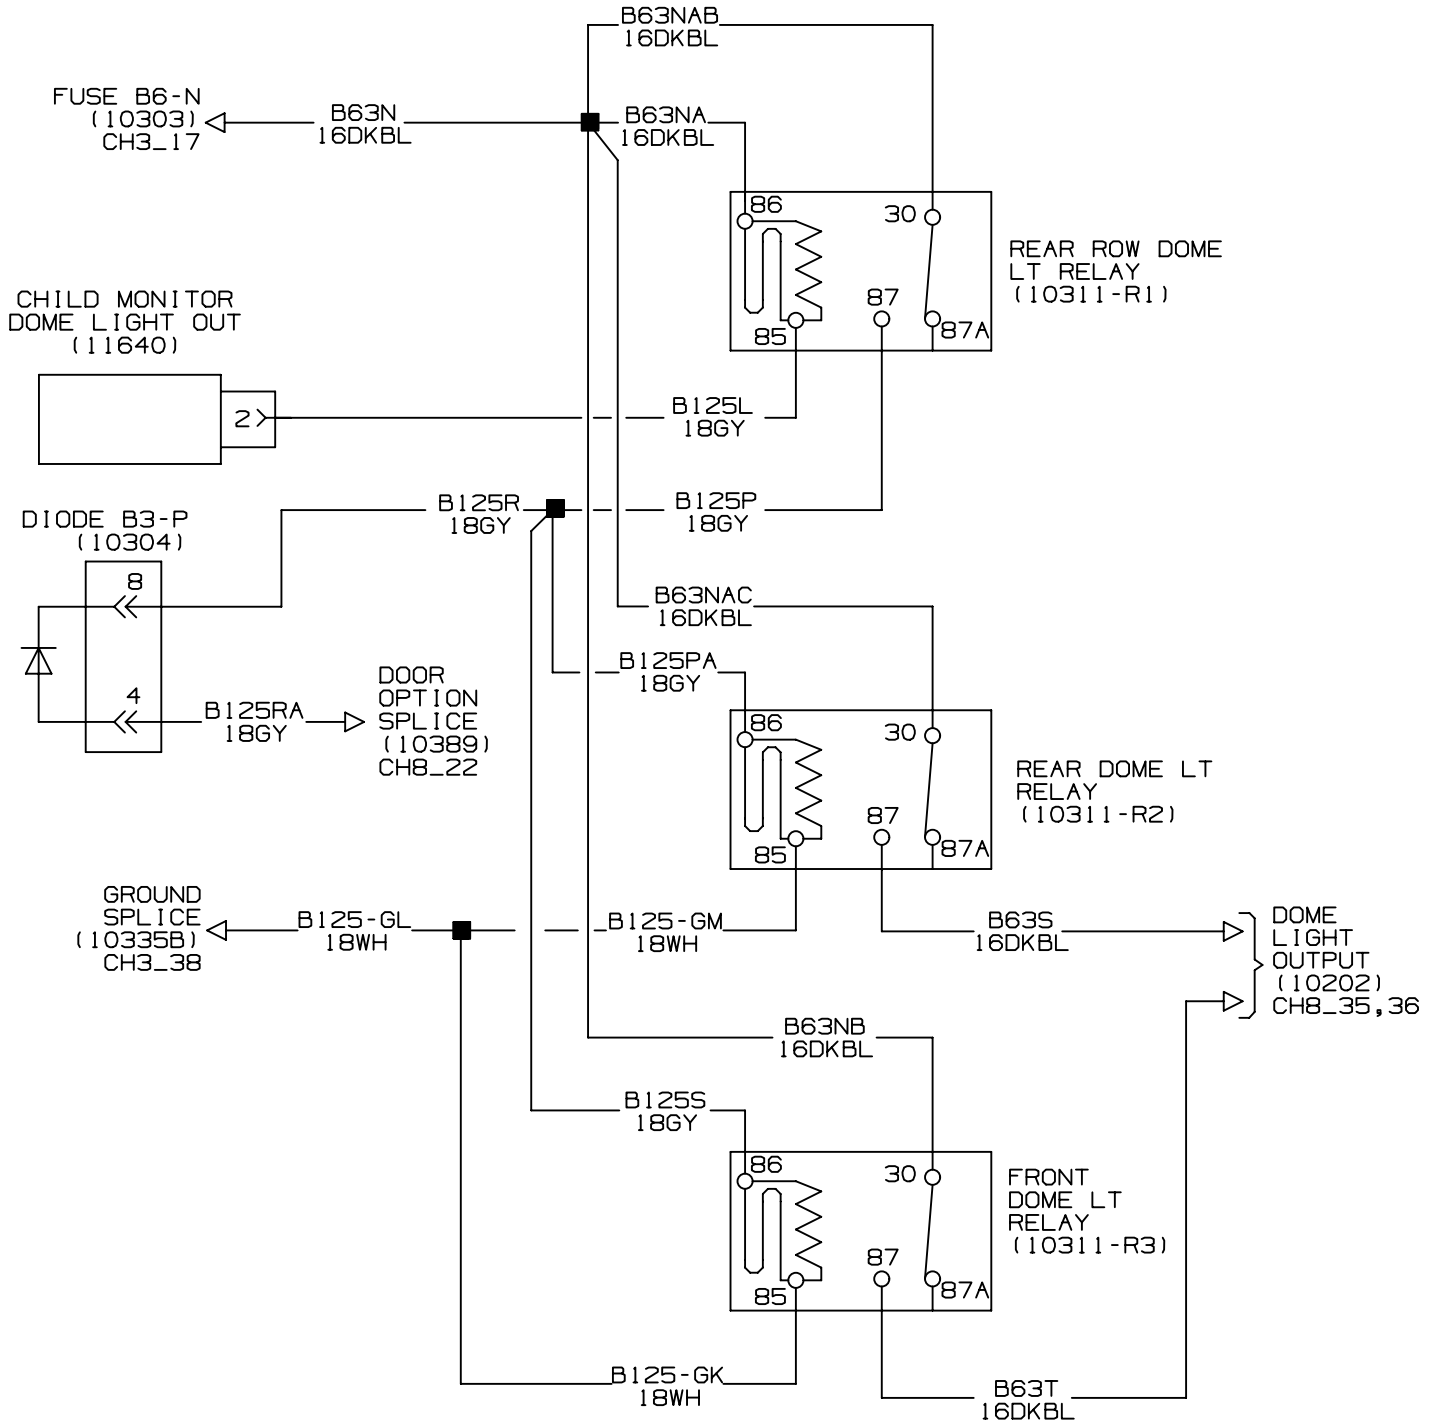 B63NAB
16DKBL
FUSE B6-N
(10303)
CH3_17
B63N
16DKBL
B63NA
16DKBL
86
30
87
85
87A
REAR ROW DOME
LT RELAY
(10311-R1)
CHILD MONITOR
DOME LIGHT OUT
(11640)
2
B125L
18GY
B125R
18GY
B125P
18GY
DIODE B3-P
(10304)
8
4
B125RA
18GY
DOOR
OPTION
SPLICE
(10389)
CH8_22
B63NAC
16DKBL
B125PA
18GY
86
30
87
85
87A
REAR DOME LT
RELAY
(10311-R2)
GROUND
SPLICE
(10335B)
CH3_38
B125-GL
18WH
B125-GM
18WH
B63S
16DKBL
DOME
LIGHT
OUTPUT
(10202)
CH8_35,36
B63NB
16DKBL
B125S
18GY
86
30
87
85
87A
FRONT
DOME LT
RELAY
(10311-R3)
B125-GK
18WH
B63T
16DKBL